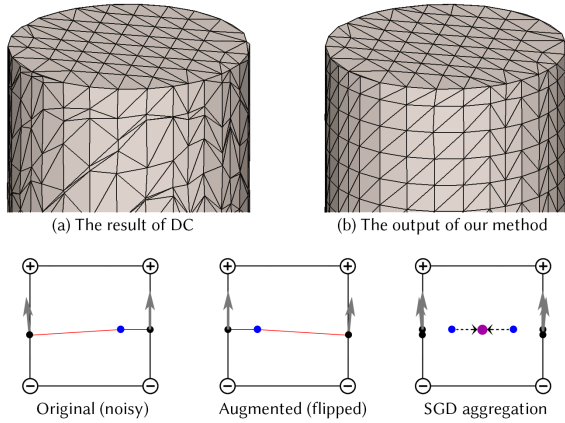 (a) The result of DC
(b) The output of our method
+ + + + + +
− − − − − −
Original (noisy)
Augmented (flipped)
SGD aggregation